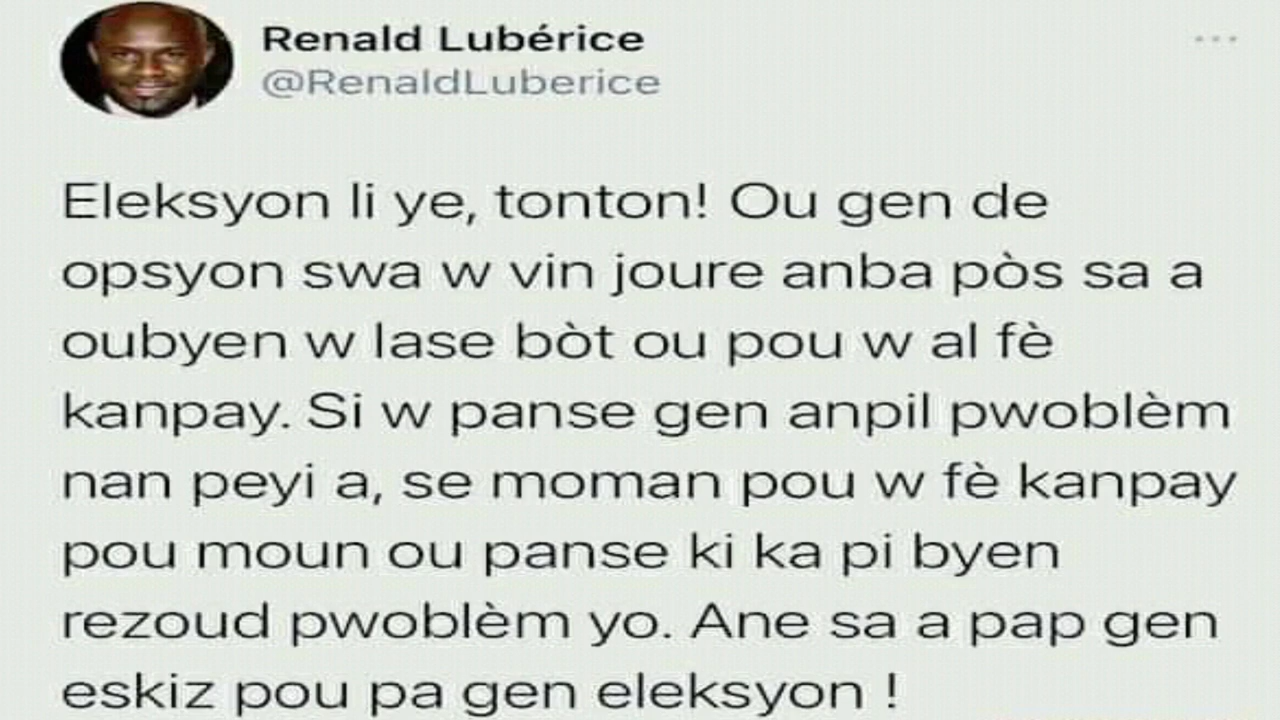 Renald Lubérice
@RenaldLuberice
Eleksyon li ye, tonton! Ou gen de
opsyon swa w vin joure anba pòs sa a
oubyen w lase bòt ou pou w al fè
kanpay. Si w panse gen anpil pwoblèm
nan peyi a, se moman pou w fè kanpay
pou moun ou panse ki ka pi byen
rezoud pwoblèm yo. Ane sa a pap gen
eskiz pou pa gen eleksyon !